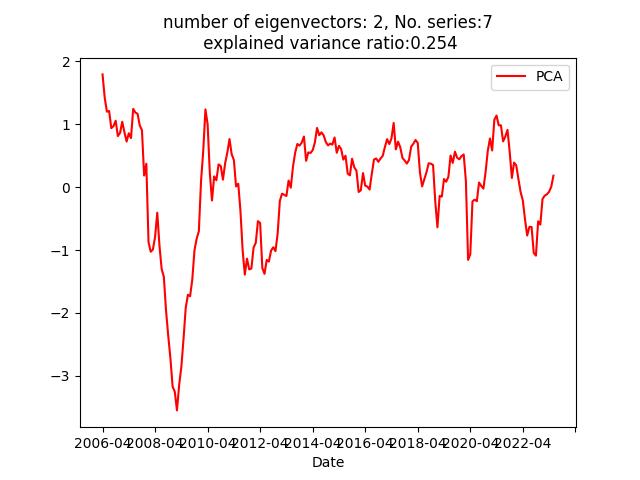 number of eigenvectors: 2, No. series:7
explained variance ratio:0.254
PCA
2
1
0
−1
−2
−3
2006-04 2008-04 2010-04 2012-04 2014-04 2016-04 2018-04 2020-04 2022-04
Date